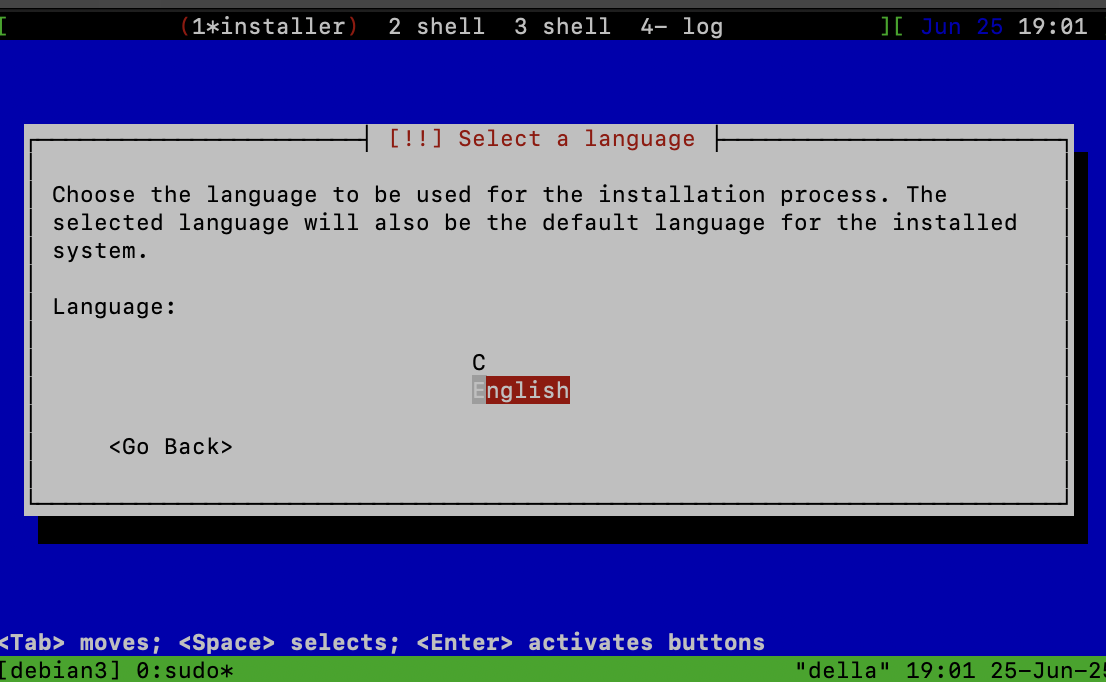 [ (1*installer) 2 shell 3 shell 4- log ][ Jun 25 19:01
[!!] Select a language
Choose the language to be used for the installation process. The
selected language will also be the default language for the installed
system.
Language:
C
English
<Go Back>
<Tab> moves; <Space> selects; <Enter> activates buttons
[debian3] 0:sudo* "della" 19:01 25-Jun-25